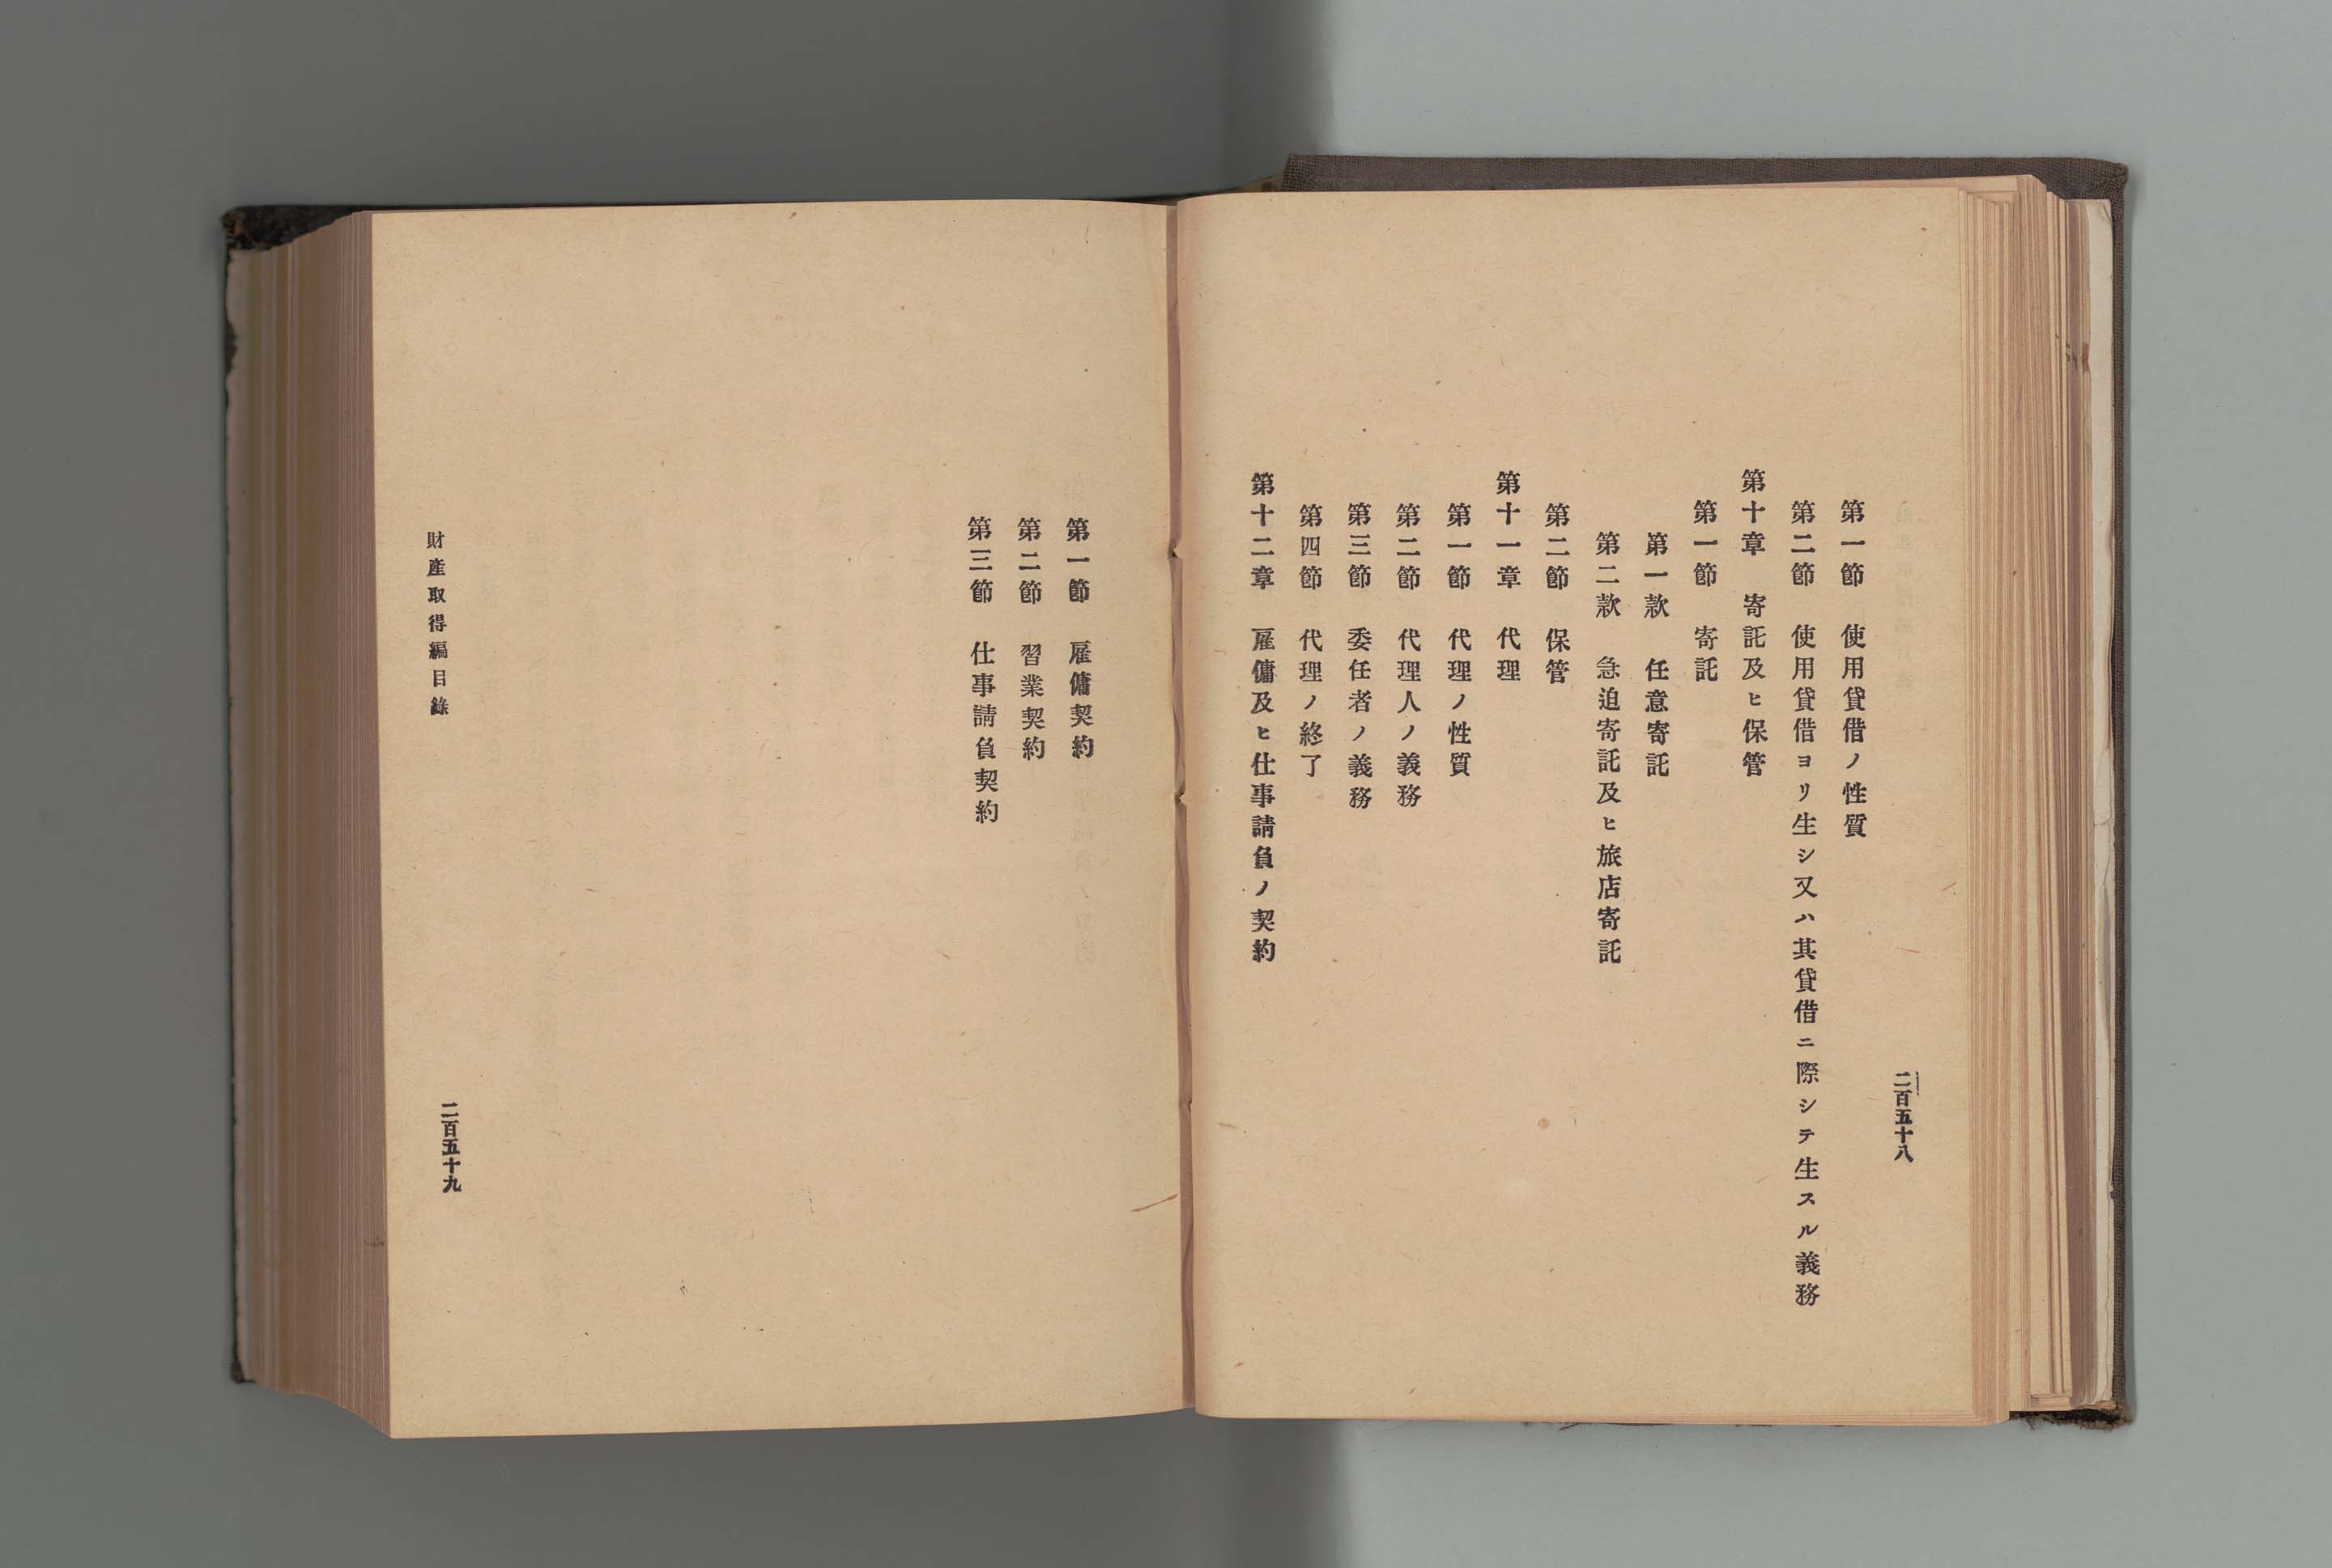 二百五十八
第一節　使用貸借ノ性質
第二節　使用貸借ヨリ生シ又ハ其貸借ニ際シテ生スル義務
第十章　寄託及ヒ保管
第一節　寄託
第一款　任意寄託
第二款　急迫寄託及ヒ旅店寄託
第二節　保管
第十一章　代理
第一節　代理ノ性質
第二節　代理人ノ義務
第三節　委任者ノ義務
第四節　代理ノ終了
第十二章　雇傭及ヒ仕事請負ノ契約
第一節　雇傭契約
第二節　習業契約
第三節　仕事請負契約
財産取得編目錄
二百五十九